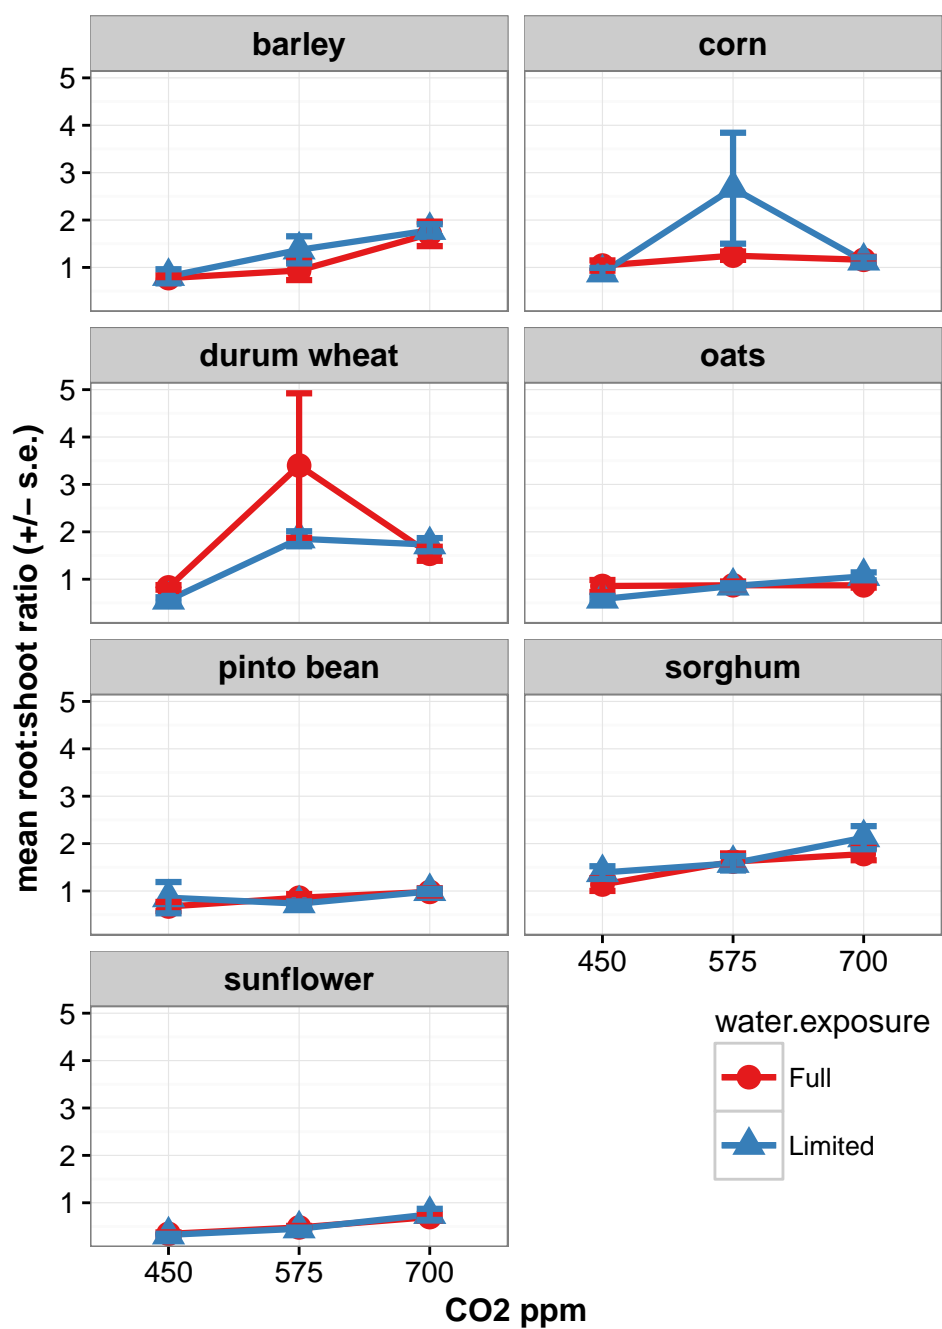 barley
corn
5
4
3
2
1
durum wheat
oats
5
4
3
2
1
pinto bean
sorghum
5
4
3
2
1
450 575 700
sunflower
5
4
3
2
1
450 575 700
mean root:shoot ratio (+/− s.e.)
CO2 ppm
water.exposure
Full
Limited